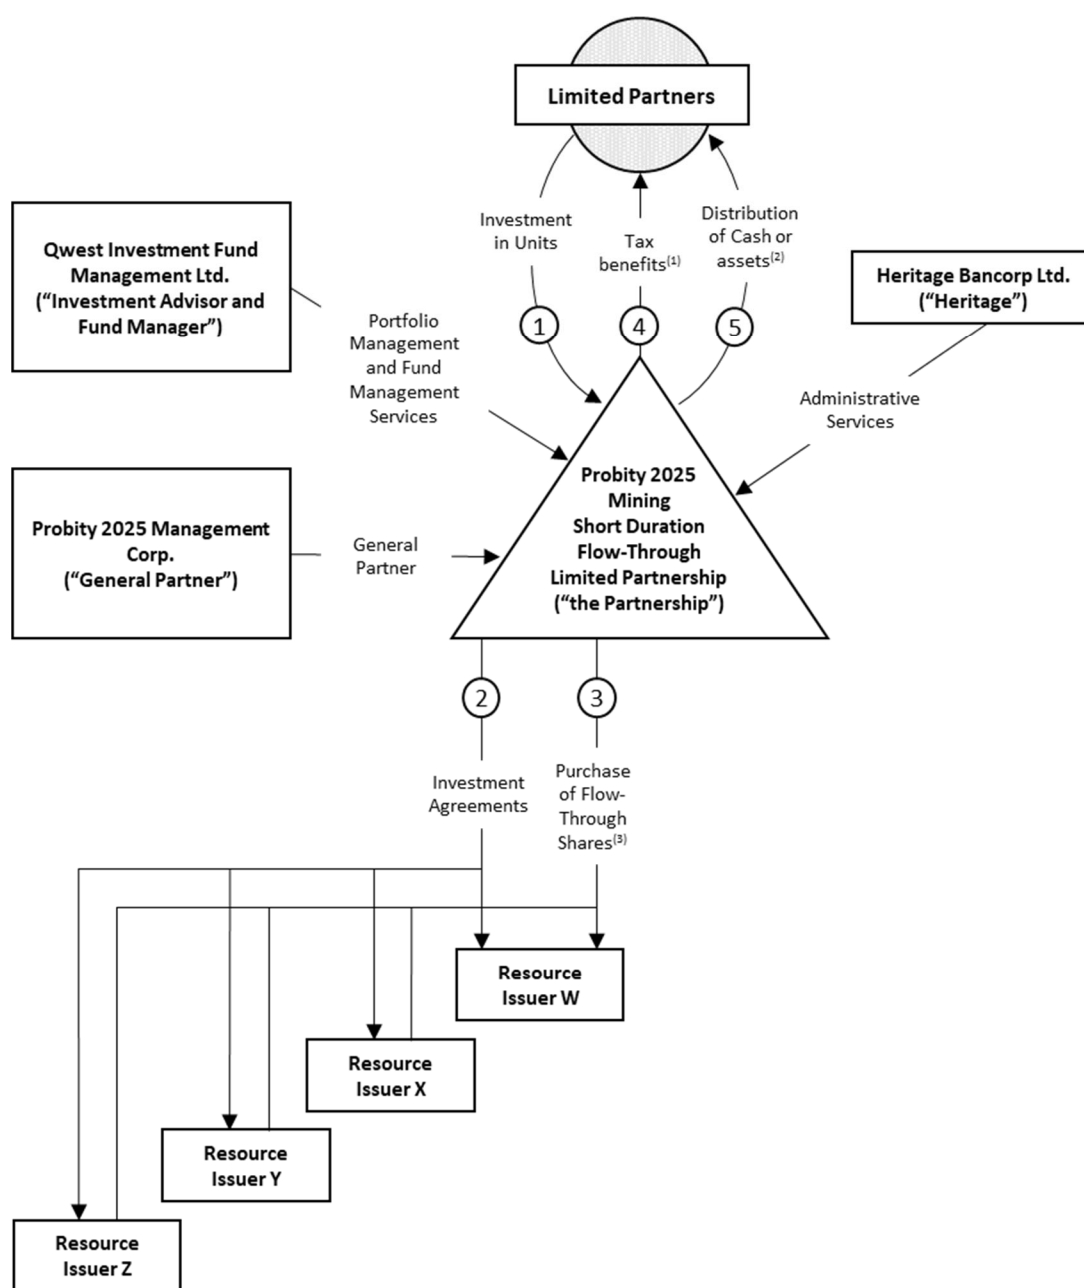 Limited Partners
Investment
in Units
Tax
benefits(1)
Distribution
of Cash or
assets(2)
Qwest Investment Fund
Management Ltd.
(“Investment Advisor and
Fund Manager”)
Heritage Bancorp Ltd.
(“Heritage”)
1
4
5
Portfolio
Management
and Fund
Management
Services
Administrative
Services
Probity 2025 Management
Corp.
(“General Partner”)
General
Partner
Probity 2025
Mining
Short Duration
Flow-Through
Limited Partnership
(“the Partnership”)
2
3
Investment
Agreements
Purchase
of Flow-
Through
Shares(3)
Resource
Issuer W
Resource
Issuer X
Resource
Issuer Y
Resource
Issuer Z